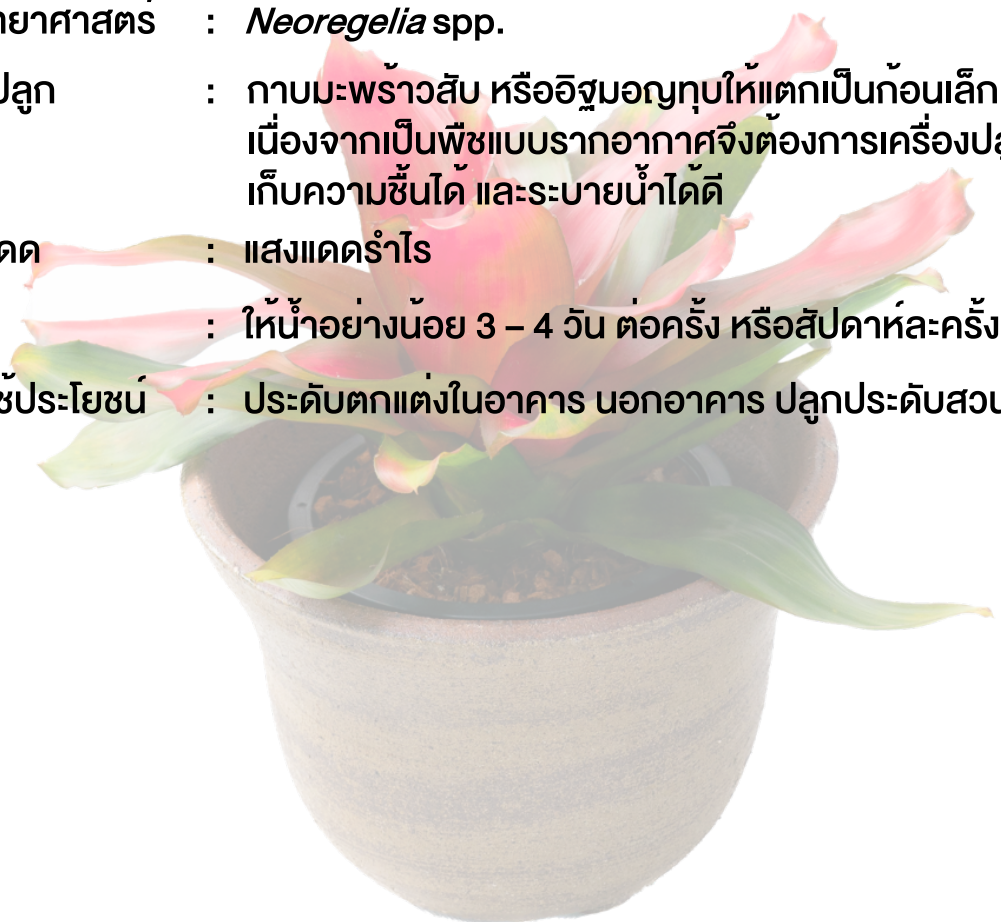 ทยาศาสตร์ : Neoregelia spp.
ปลูก : กาบมะพร้าวสับ หรืออิฐมอญทุบให้แตกเป็นก้อนเล็ก
เนื่องจากเป็นพืชแบบรากอากาศจึงต้องการเครื่องปลู
เก็บความชื้นได้ และระบายน้ำได้ดี
ดด : แสงแดดรำไร
: ให้น้ำอย่างน้อย 3 – 4 วัน ต่อครั้ง หรือสัปดาห์ละครั้ง
ช้ประโยชน์ : ประดับตกแต่งในอาคาร นอกอาคาร ปลูกประดับสวน